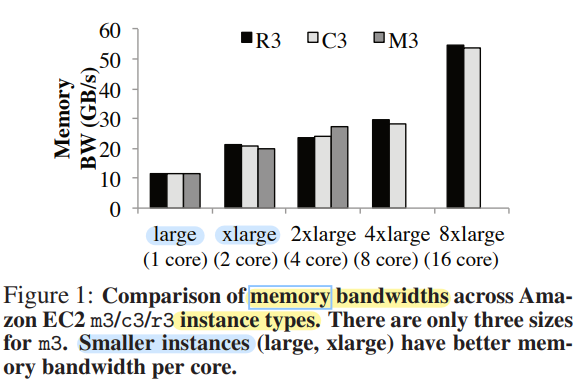 60
50
40
30
20
10
0
Memory
BW (GB/s)
R3 C3 M3
large xlarge 2xlarge 4xlarge 8xlarge
(1 core) (2 core) (4 core) (8 core) (16 core)
Figure 1: Comparison of memory bandwidths across Ama-
zon EC2 m3/c3/r3 instance types. There are only three sizes
for m3. Smaller instances (large, xlarge) have better mem-
ory bandwidth per core.